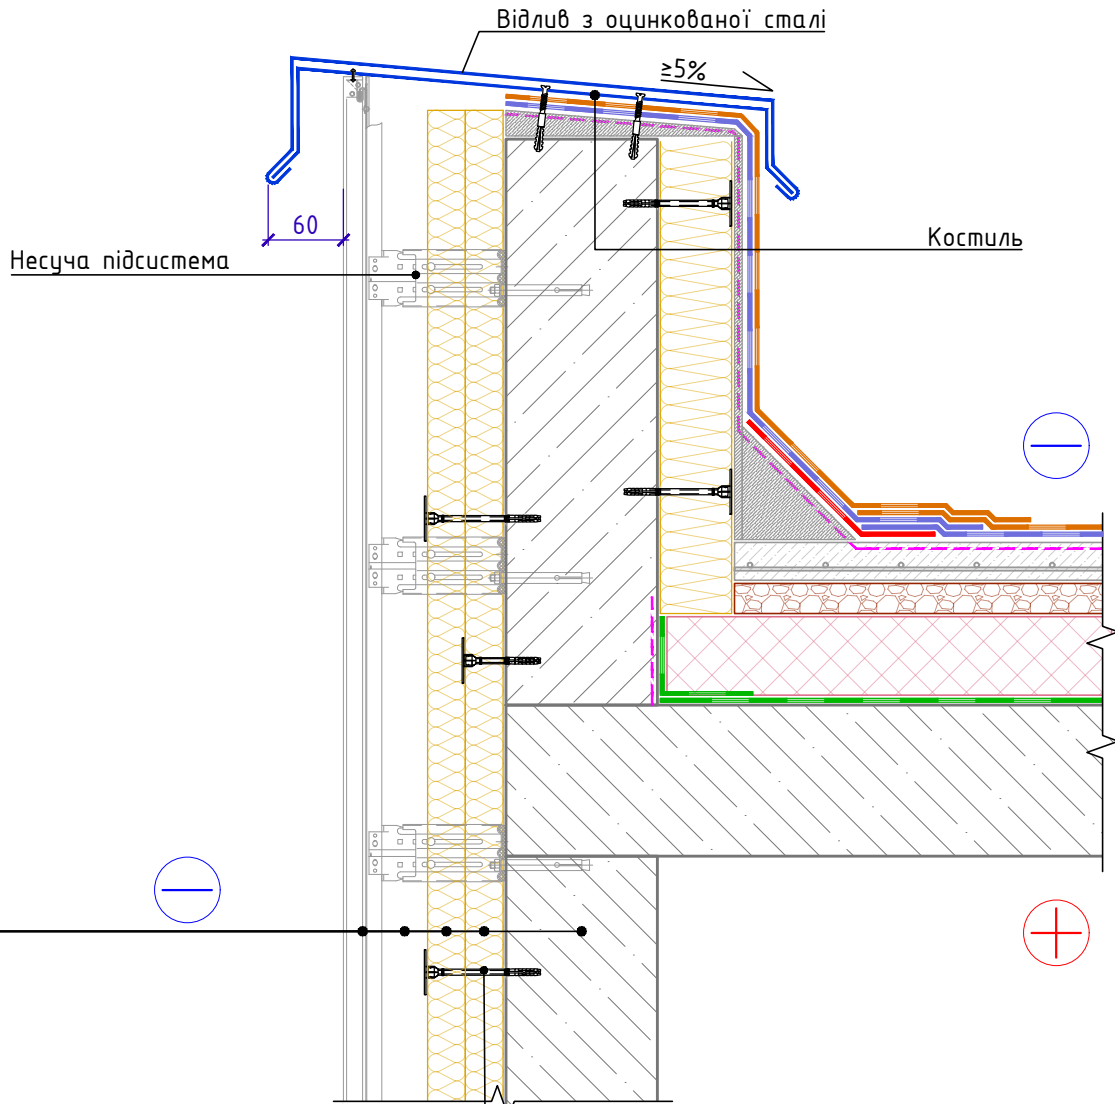 Відлив з оцинкованої сталі
≥5%
60
Костиль
Несуча підсистема